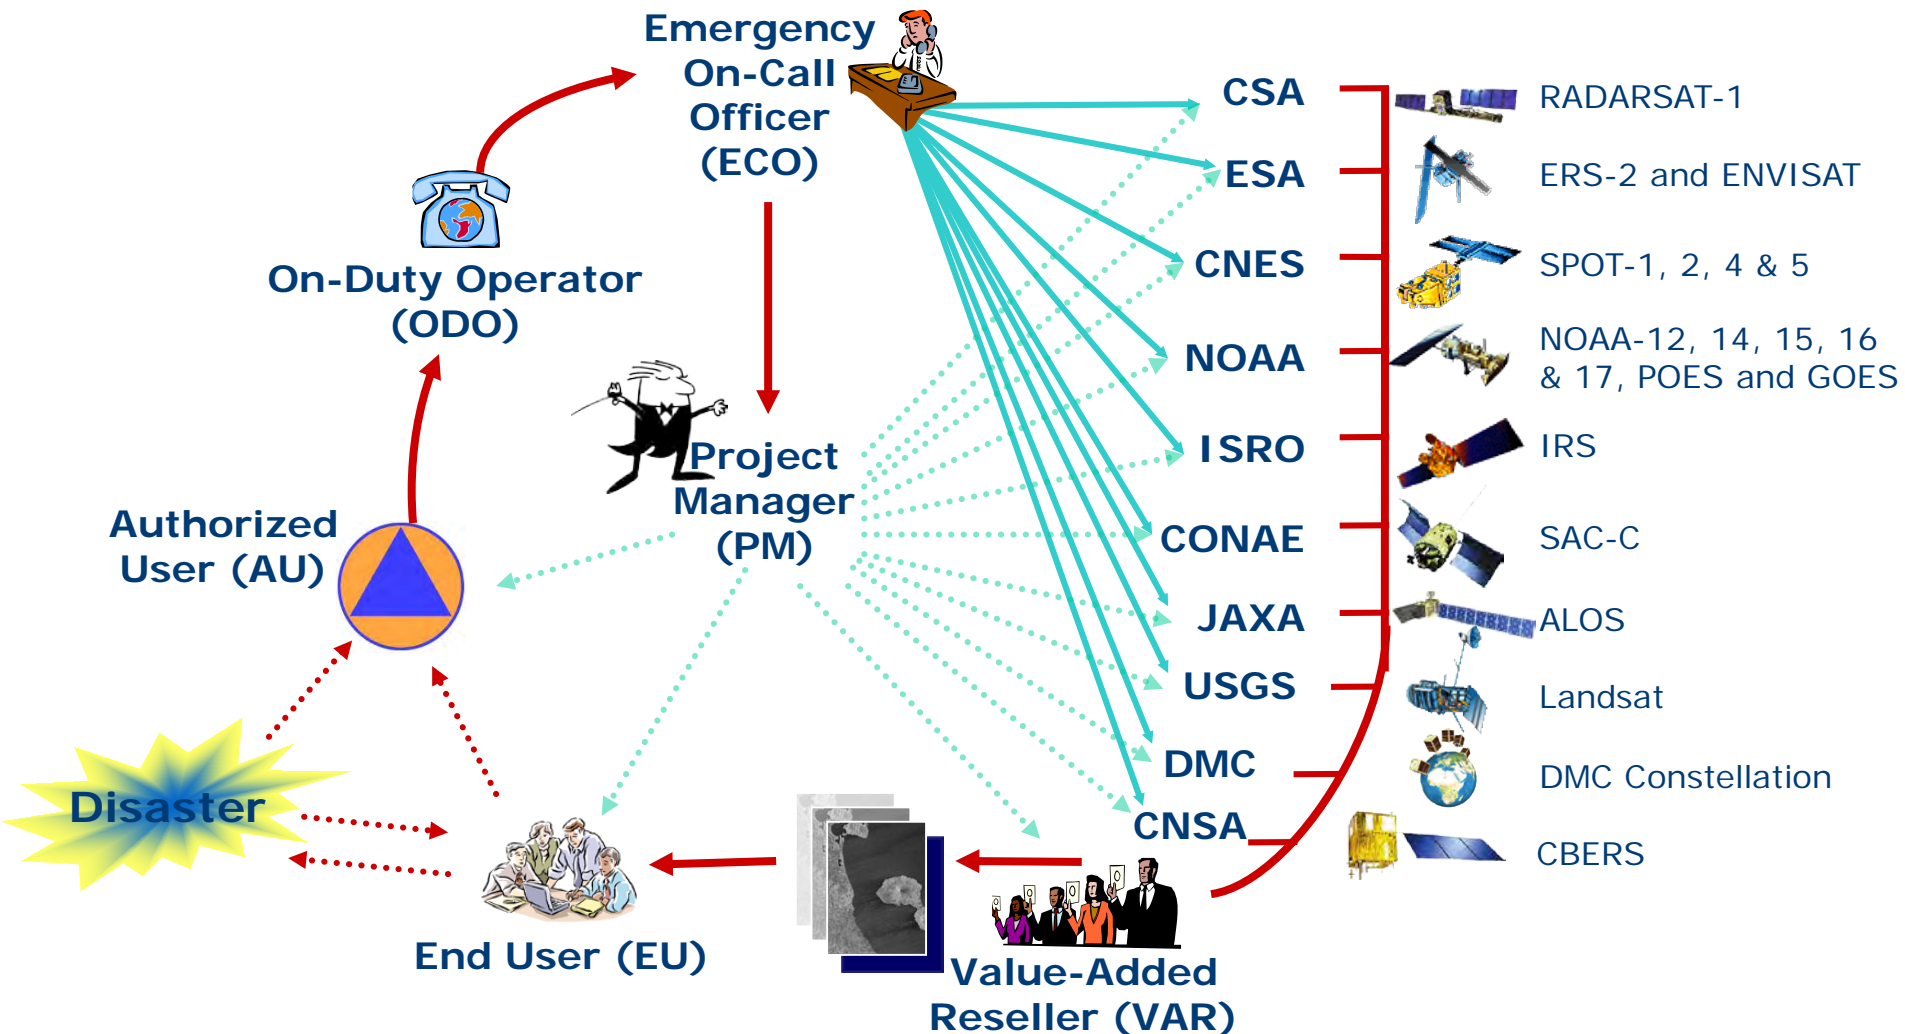 Emergency
On-Call
Officer
(ECO)
On-Duty Operator
(ODO)
Project
Manager
(PM)
Authorized
User (AU)
Disaster
End User (EU)
Value-Added
Reseller (VAR)
CSA
RADARSAT-1
ESA
ERS-2 and ENVISAT
CNES
SPOT-1, 2, 4 & 5
NOAA
NOAA-12, 14, 15, 16
& 17, POES and GOES
ISRO
IRS
CONAE
SAC-C
JAXA
ALOS
USGS
Landsat
DMC
DMC Constellation
CNSA
CBERS